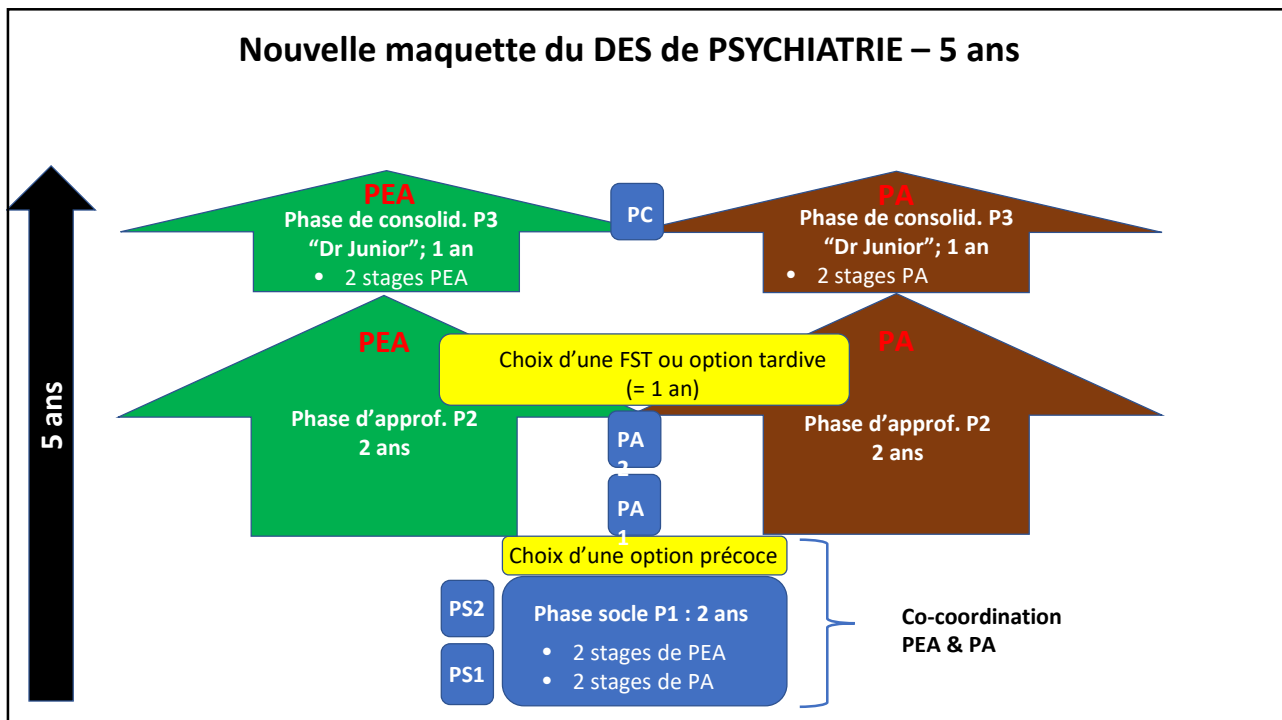 Nouvelle maquette du DES de PSYCHIATRIE – 5 ans
5 ans
PEA
Phase de consolid. P3
“Dr Junior”; 1 an
• 2 stages PEA
PC
PA
Phase de consolid. P3
“Dr Junior”; 1 an
• 2 stages PA
PEA
Choix d’une FST ou option tardive
(= 1 an)
PA
Phase d’approf. P2
2 ans
PA
2
PA
1
Phase d’approf. P2
2 ans
Choix d’une option précoce
PS2
PS1
Phase socle P1 : 2 ans
• 2 stages de PEA
• 2 stages de PA
Co-coordination
PEA & PA